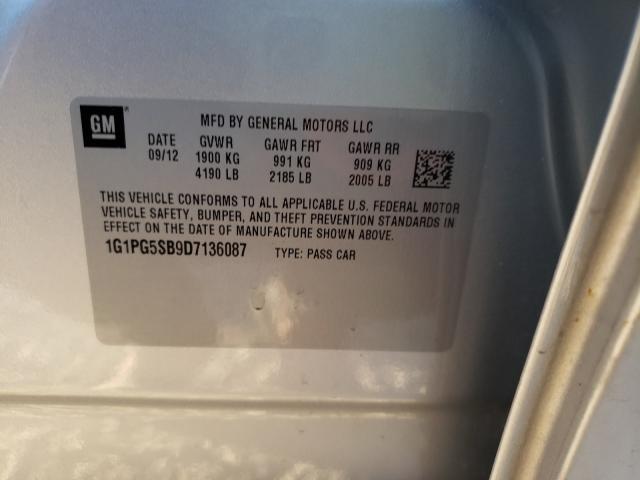 GM
MFD BY GENERAL MOTORS LLC
DATE GVWR GAWR FRT GAWR RR
09/12 1900 KG 991 KG 909 KG
4190 LB 2185 LB 2005 LB
THIS VEHICLE CONFORMS TO ALL APPLICABLE U.S. FEDERAL MOTOR
VEHICLE SAFETY, BUMPER, AND THEFT PREVENTION STANDARDS IN
EFFECT ON THE DATE OF MANUFACTURE SHOWN ABOVE.
1G1PG5SB9D7136087 TYPE: PASS CAR